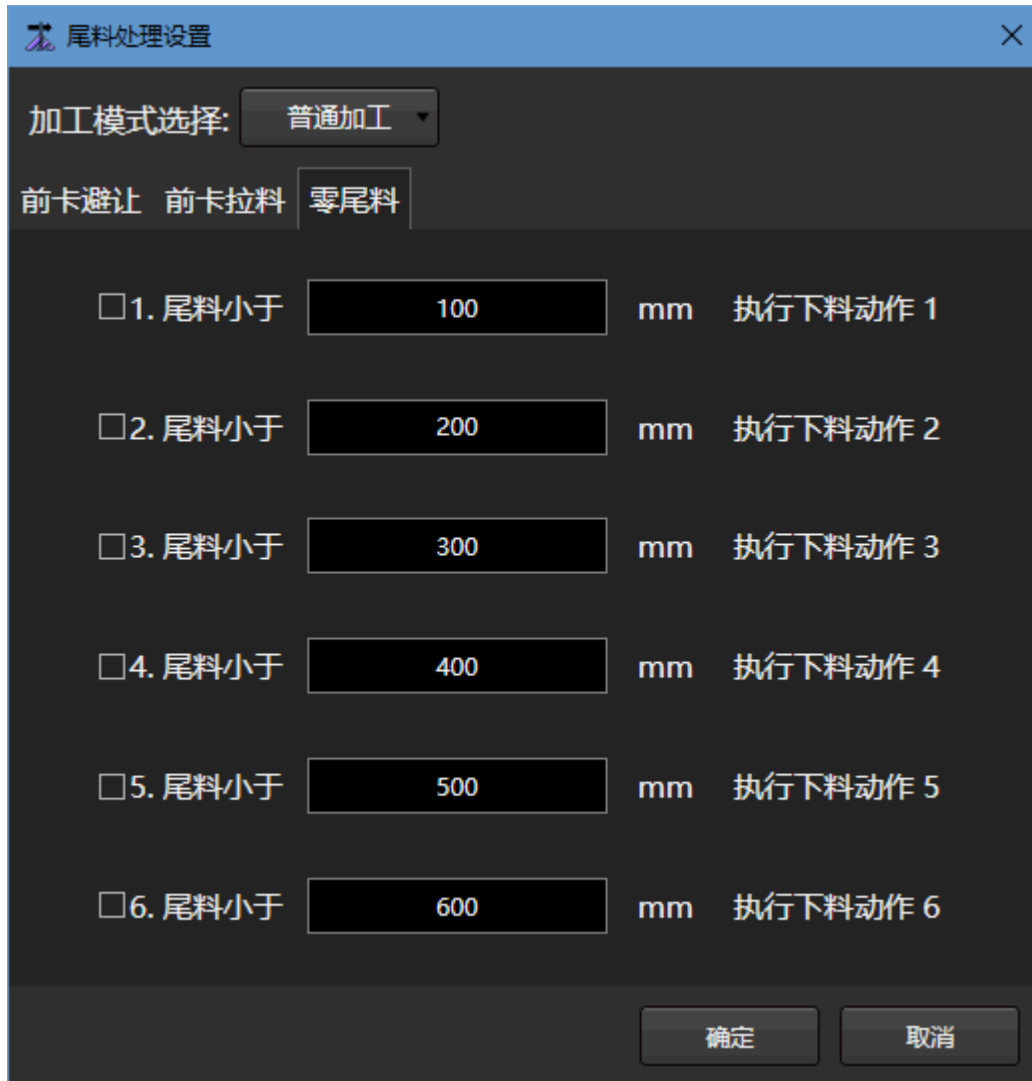 尾料处理设置
加工模式选择: 普通加工
前卡避让 前卡拉料 零尾料
1. 尾料小于 100 mm 执行下料动作 1
2. 尾料小于 200 mm 执行下料动作 2
3. 尾料小于 300 mm 执行下料动作 3
4. 尾料小于 400 mm 执行下料动作 4
5. 尾料小于 500 mm 执行下料动作 5
6. 尾料小于 600 mm 执行下料动作 6
确定 取消